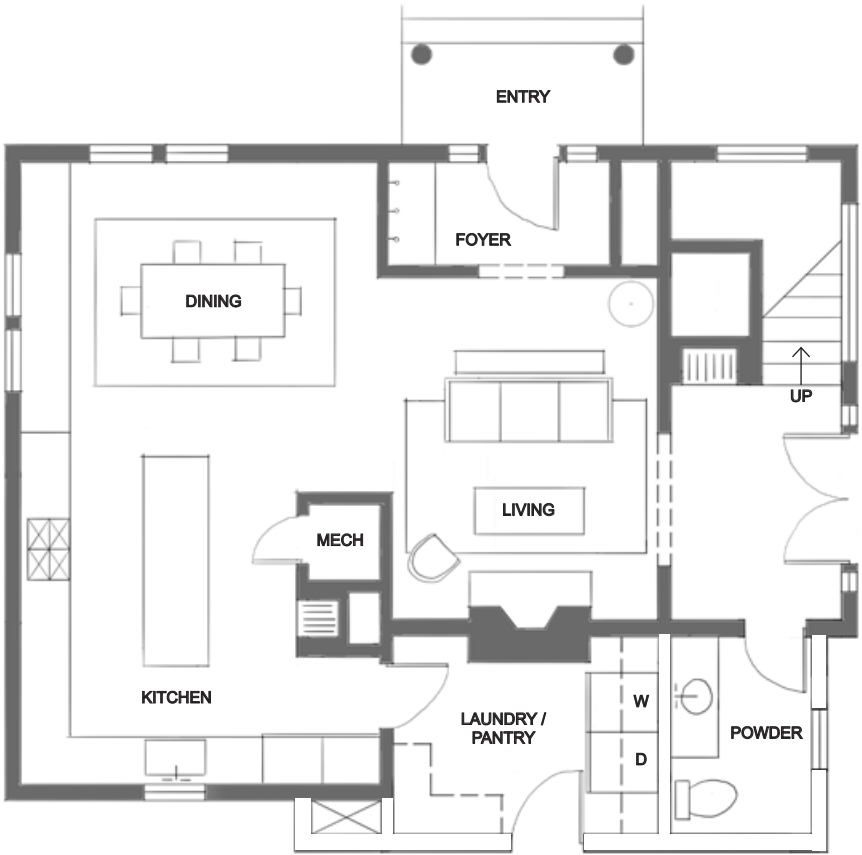 ENTRY
FOYER
DINING
UP
LIVING
MECH
KITCHEN
LAUNDRY /
PANTRY
W
D
POWDER